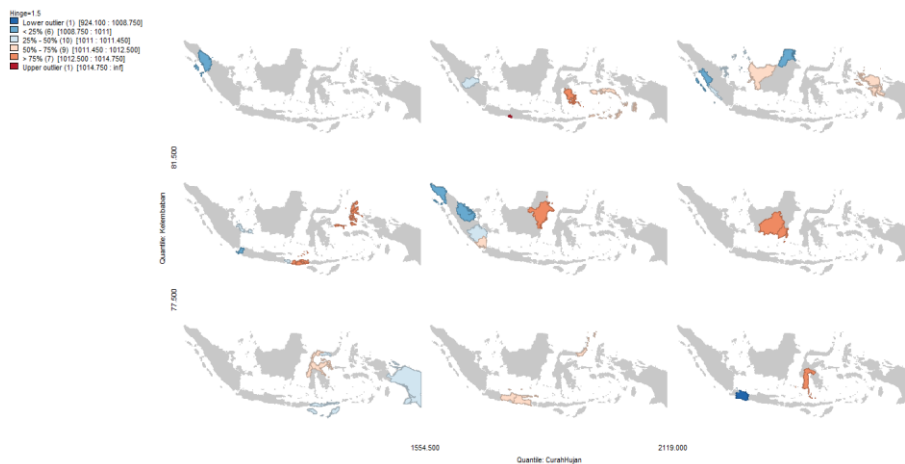 Hinge=1.5
Lower outlier (1) [924.100 : 1008.750]
< 25% (6) [1008.750 : 1011]
25% - 50% (10) [1011 : 1011.450]
50% - 75% (9) [1011.450 : 1012.500]
> 75% (7) [1012.500 : 1014.750]
Upper outlier (1) [1014.750 : inf]
81.500
Quantile: Kelembaban
77.500
1554.500
2119.000
Quantile: CurahHujan